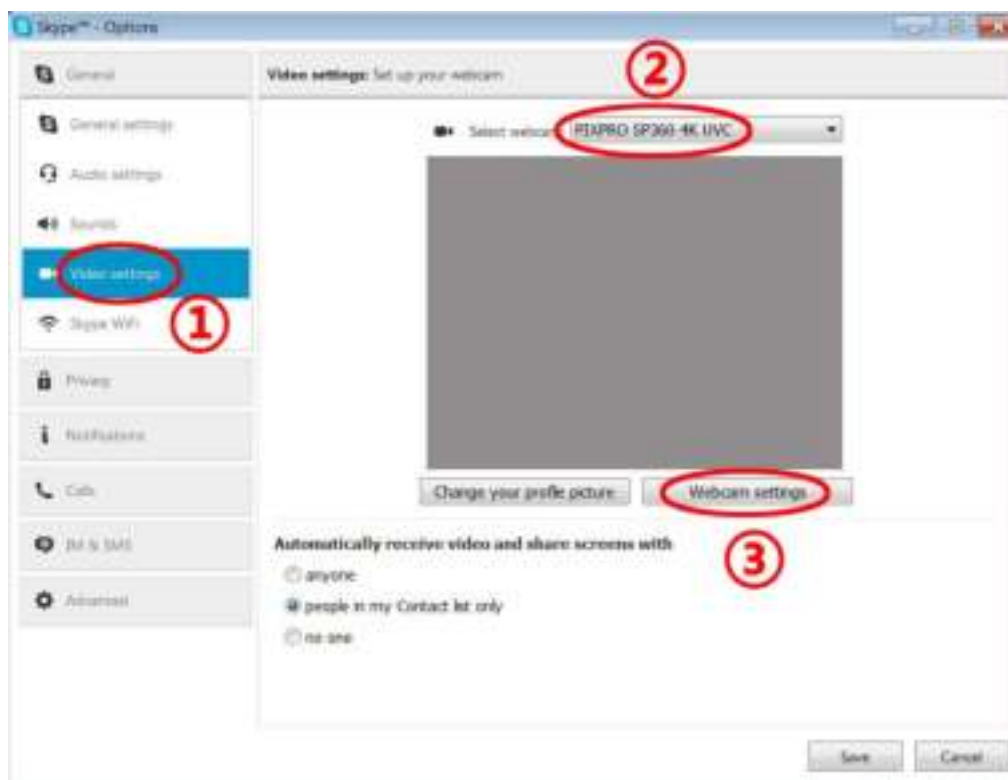 Skype™ - Options
General
General settings
Audio settings
Sounds
Video settings
Skype WiFi
Privacy
Notifications
Calls
IM & SMS
Advanced
1
Video settings: Set up your webcam
2
Select webcam PIXPRO SP360 4K UVC
Change your profile picture
Webcam settings
3
Automatically receive video and share screens with
anyone
people in my Contact list only
no one
Save
Cancel